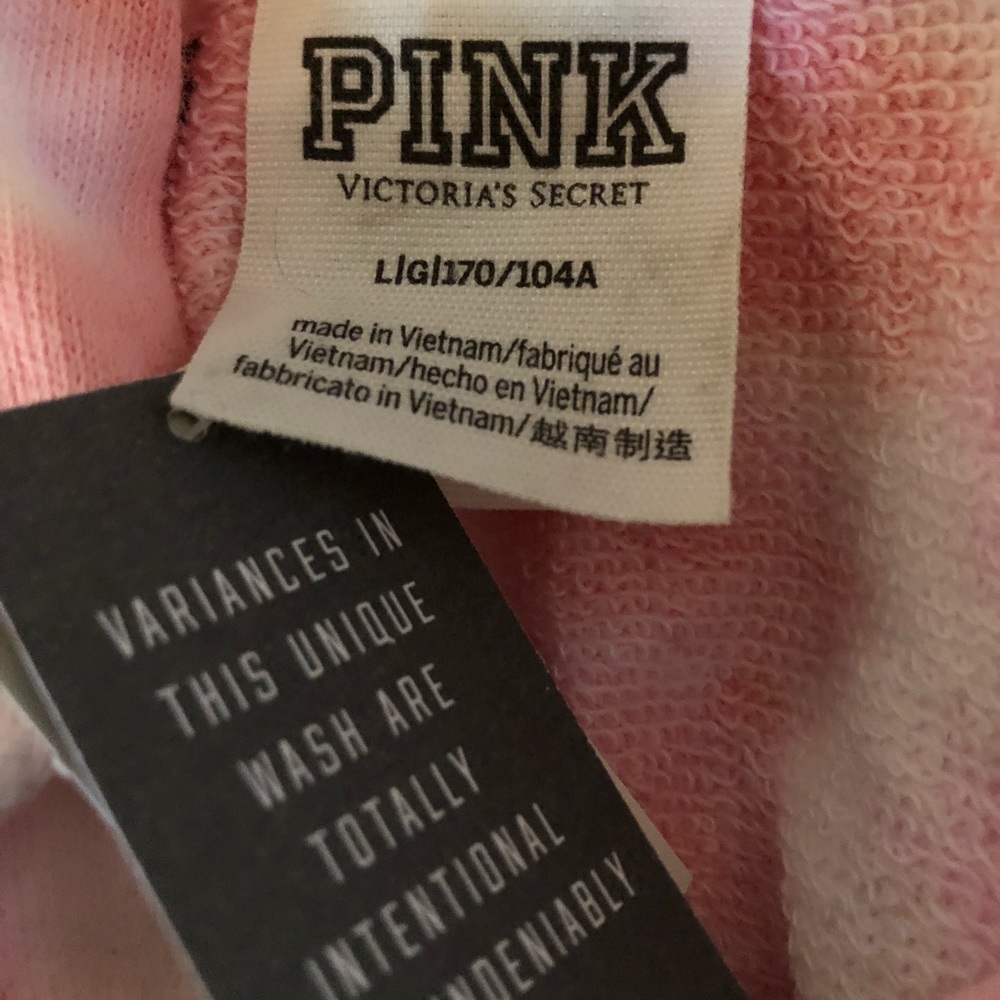 PINK
VICTORIA'S SECRET
L|G|170/104A
made in Vietnam/fabriqué au
Vietnam/hecho en Vietnam/
fabbricato in Vietnam/越南制造
VARIANCES IN
THIS UNIQUE
WASH ARE
TOTALLY
INTENTIONAL